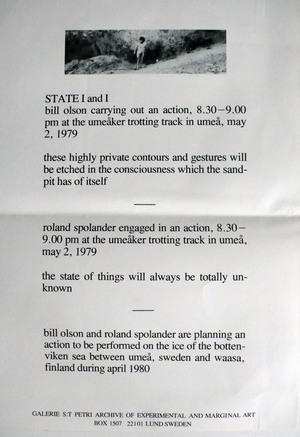 STATE I and I
bill olson carrying out an action, 8.30–9.00
pm at the umeåker trotting track in umeå, may
2, 1979
these highly private contours and gestures will
be etched in the consciousness which the sand-
pit has of itself
roland spolander engaged in an action, 8.30–
9.00 pm at the umeåker trotting track in umeå,
may 2, 1979
the state of things will always be totally un-
known
bill olson and roland spolander are planning an
action to be performed on the ice of the botten-
viken sea between umeå, sweden and waasa,
finland during april 1980
GALERIE S:T PETRI ARCHIVE OF EXPERIMENTAL AND MARGINAL ART
BOX 1507 22101 LUND SWEDEN